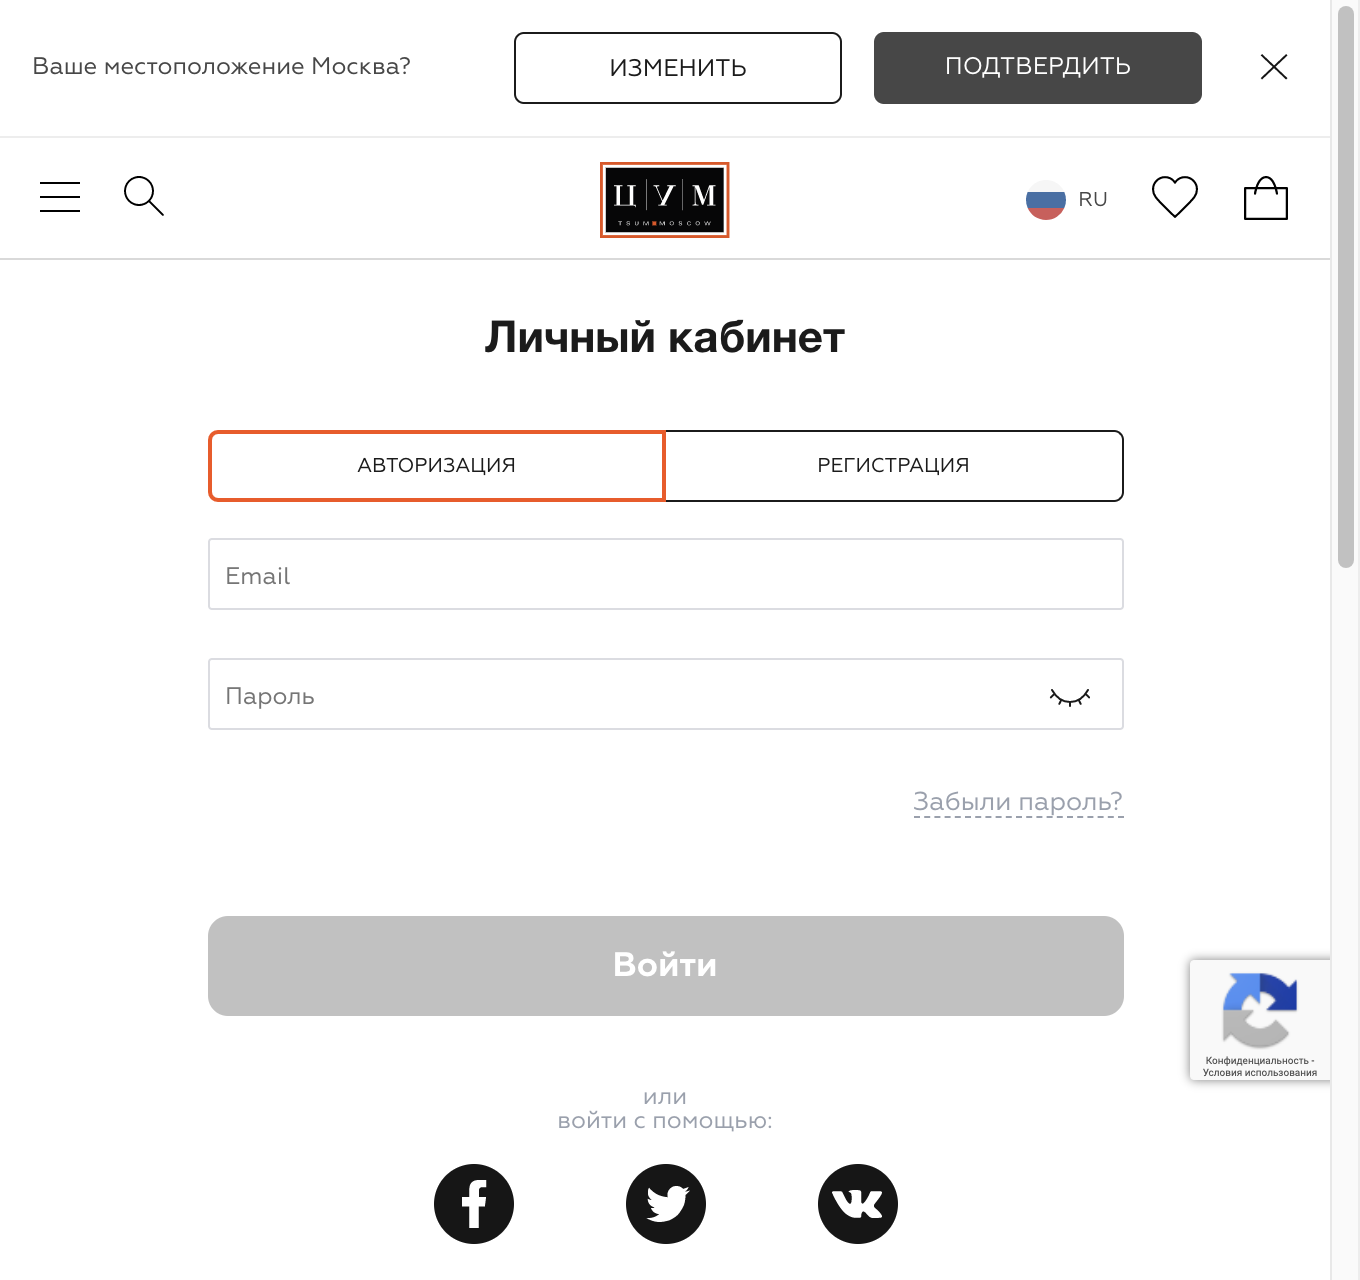 Ваше местоположение Москва?
ИЗМЕНИТЬ
ПОДТВЕРДИТЬ
ЦУМ
TSUM MOSCOW
RU
Личный кабинет
АВТОРИЗАЦИЯ
РЕГИСТРАЦИЯ
Email
Пароль
Забыли пароль?
Войти
Конфиденциальность -
Условия использования
или
войти с помощью: